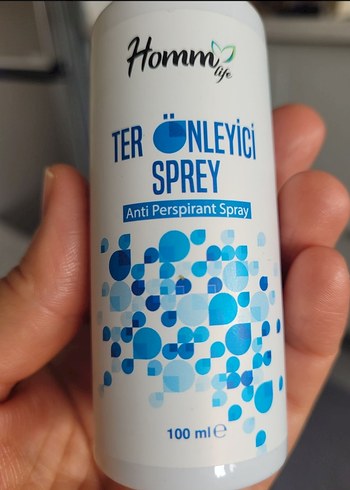 Homm
life
TER ÖNLEYİCİ
SPREY
Anti Perspirant Spray
100 ml ℮